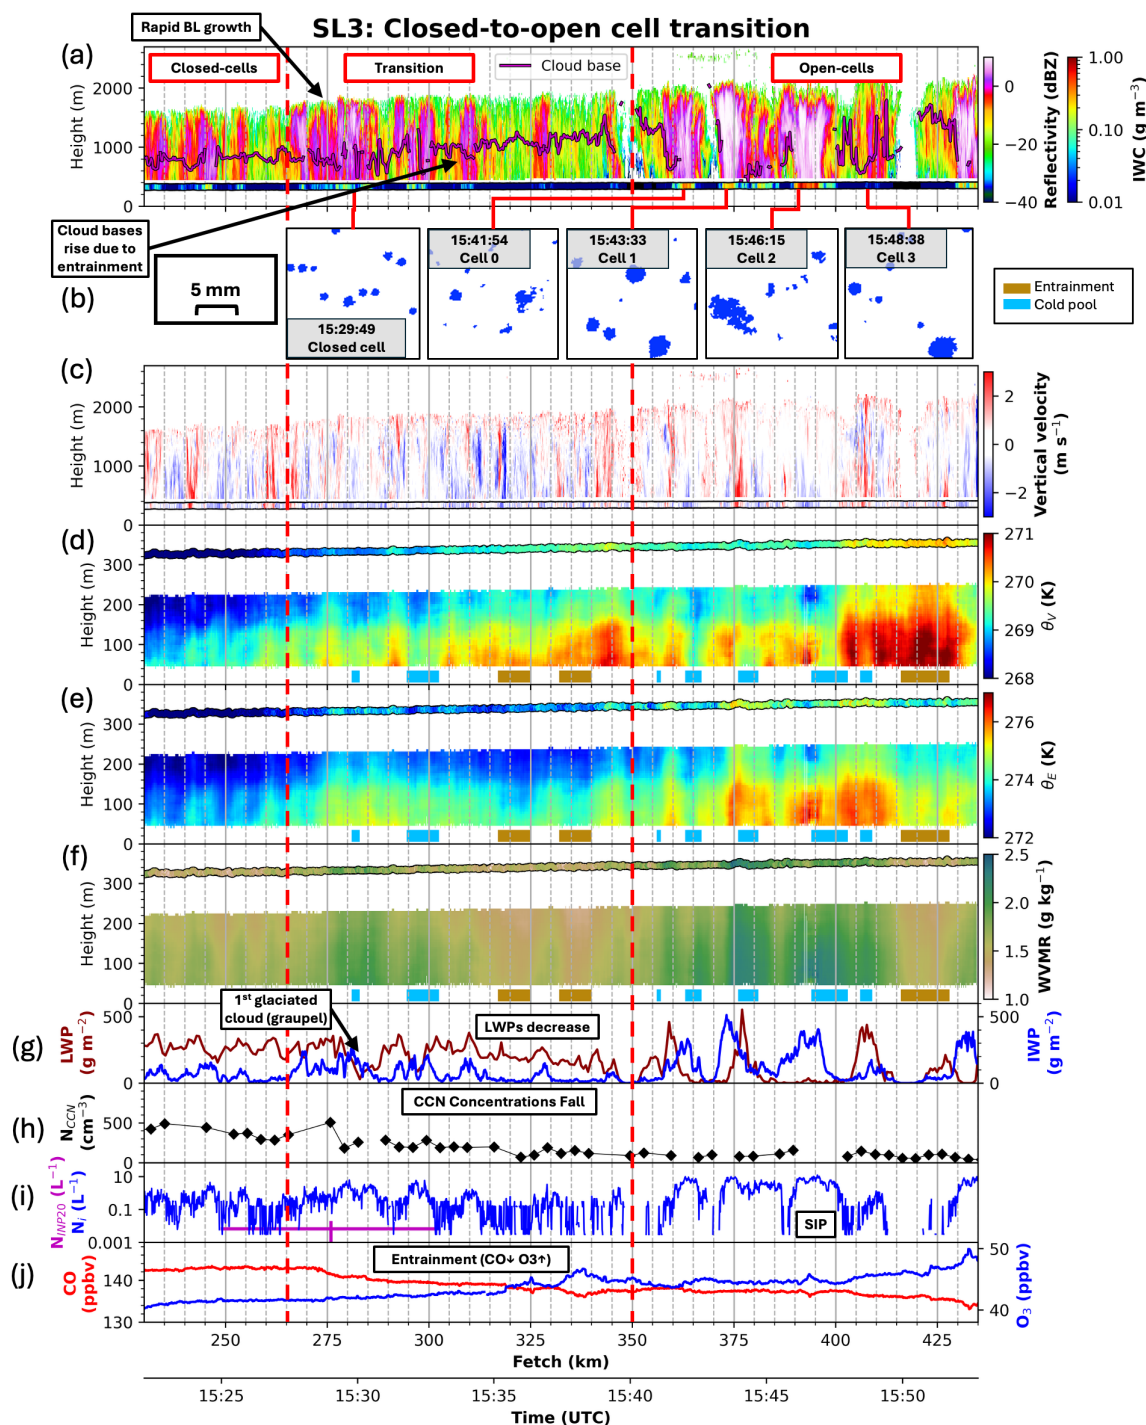 SL3: Closed-to-open cell transition
Rapid BL growth
(a)
Closed-cells
Transition
Cloud base
Open-cells
Height (m)
2000
1000
0
0
−20
−40
Reflectivity (dBZ)
1.00
0.10
0.01
IWC (g m⁻³)
Cloud bases
rise due to
entrainment
(b)
5 mm
15:29:49
Closed cell
15:41:54
Cell 0
15:43:33
Cell 1
15:46:15
Cell 2
15:48:38
Cell 3
Entrainment
Cold pool
(c)
Height (m)
2000
1000
0
2
0
−2
Vertical velocity
(m s⁻¹)
(d)
Height (m)
300
200
100
0
271
270
269
268
θV (K)
(e)
Height (m)
300
200
100
0
276
274
272
θE (K)
(f)
Height (m)
300
200
100
0
2.5
2.0
1.5
1.0
WVMR (g kg⁻¹)
1st glaciated
cloud (graupel)
(g)
LWP
(g m⁻²)
500
0
LWPs decrease
500
0
IWP
(g m⁻²)
(h)
NCCN
(cm⁻³)
500
0
CCN Concentrations Fall
(i)
NINP20 (L⁻¹)
Ni (L⁻¹)
10
0.1
0.001
SIP
(j)
CO
(ppbv)
140
130
Entrainment (CO↓ O3↑)
50
40
O3 (ppbv)
250
275
300
325
350
375
400
425
Fetch (km)
15:25
15:30
15:35
15:40
15:45
15:50
Time (UTC)